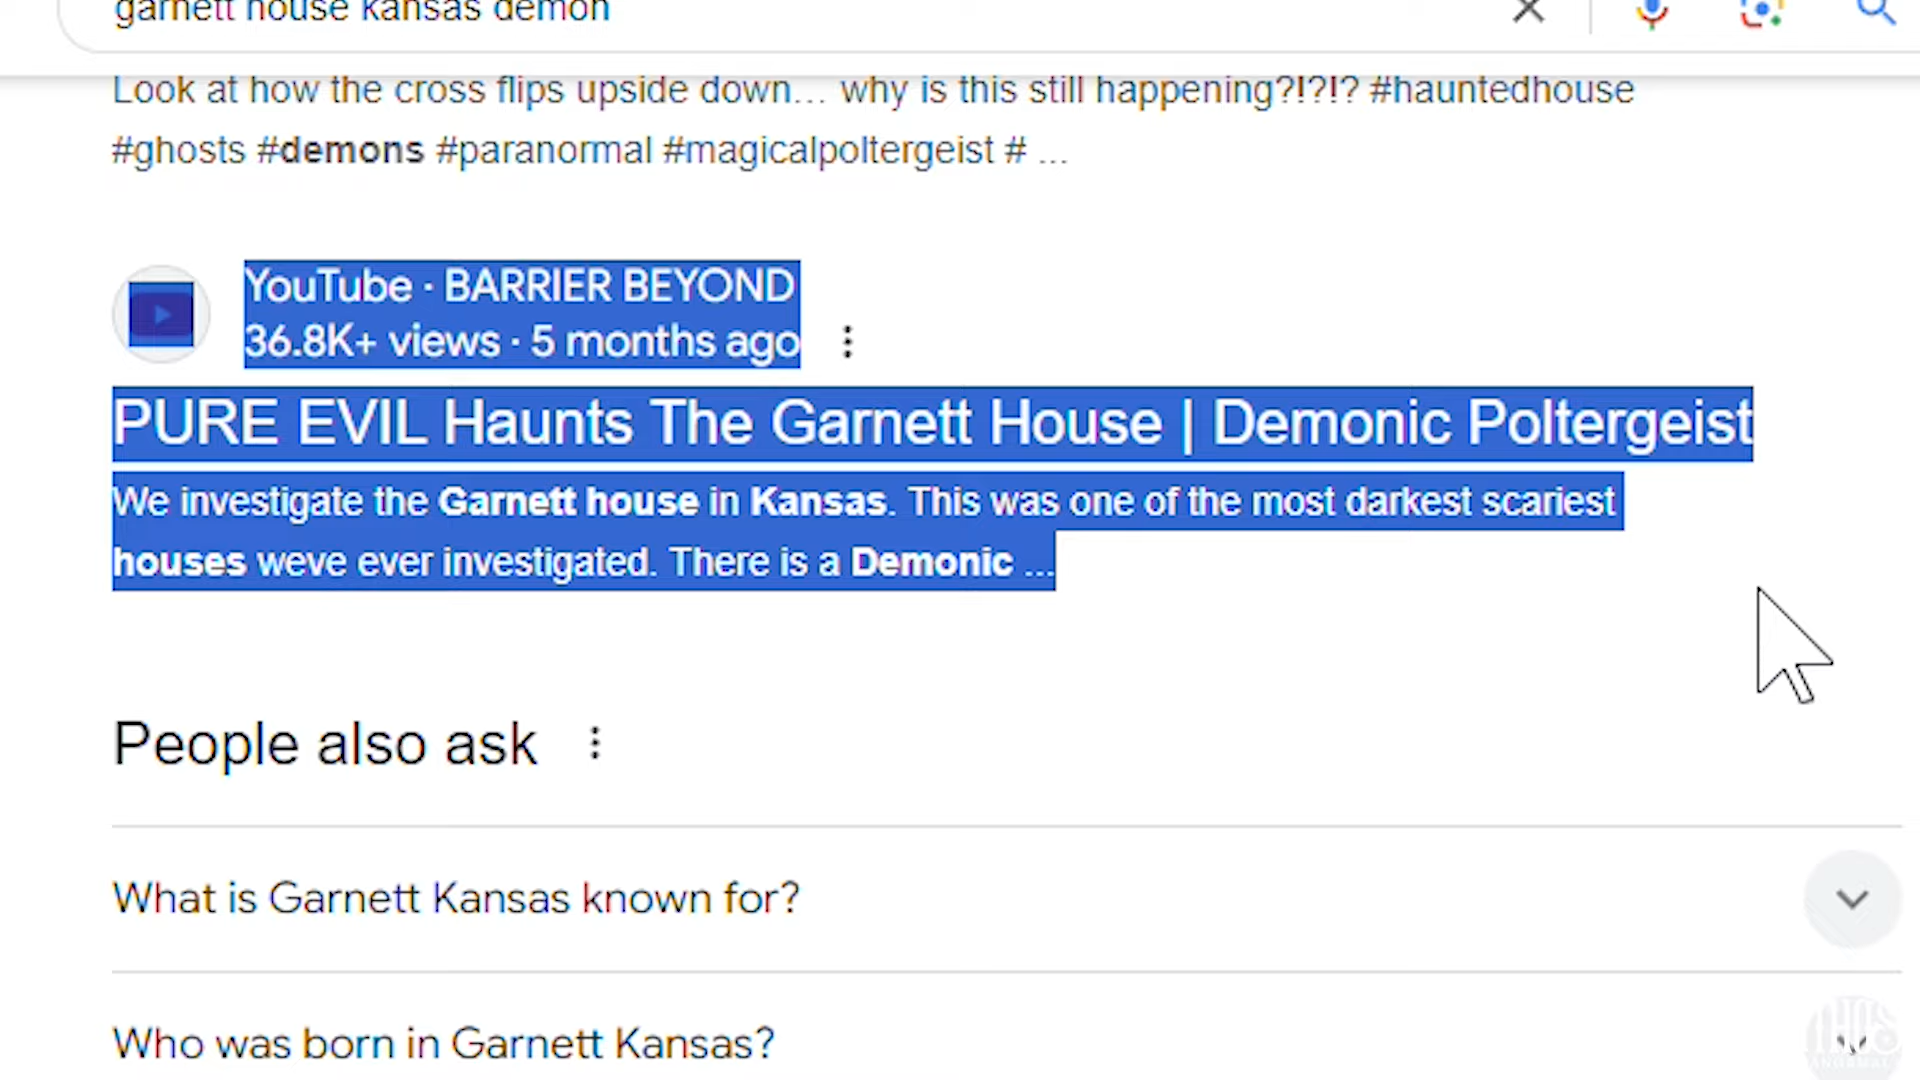 garnett house kansas demon
Look at how the cross flips upside down... why is this still happening?!?!? #hauntedhouse
#ghosts #demons #paranormal #magicalpoltergeist # ...
YouTube · BARRIER BEYOND
36.8K+ views · 5 months ago
PURE EVIL Haunts The Garnett House | Demonic Poltergeist
We investigate the Garnett house in Kansas. This was one of the most darkest scariest
houses weve ever investigated. There is a Demonic ...
People also ask
What is Garnett Kansas known for?
Who was born in Garnett Kansas?